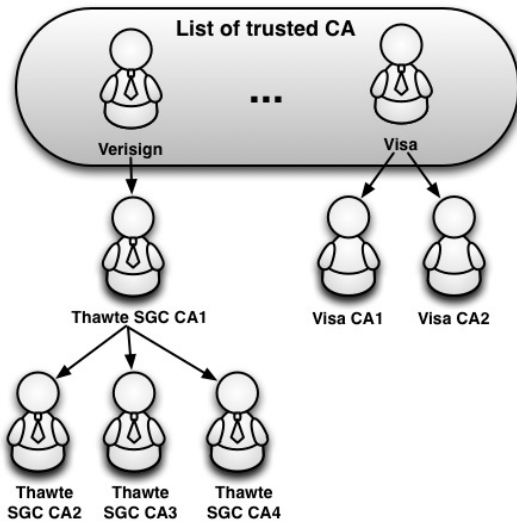 List of trusted CA
...
Verisign
Visa
Thawte SGC CA1
Visa CA1
Visa CA2
Thawte
SGC CA2
Thawte
SGC CA3
Thawte
SGC CA4